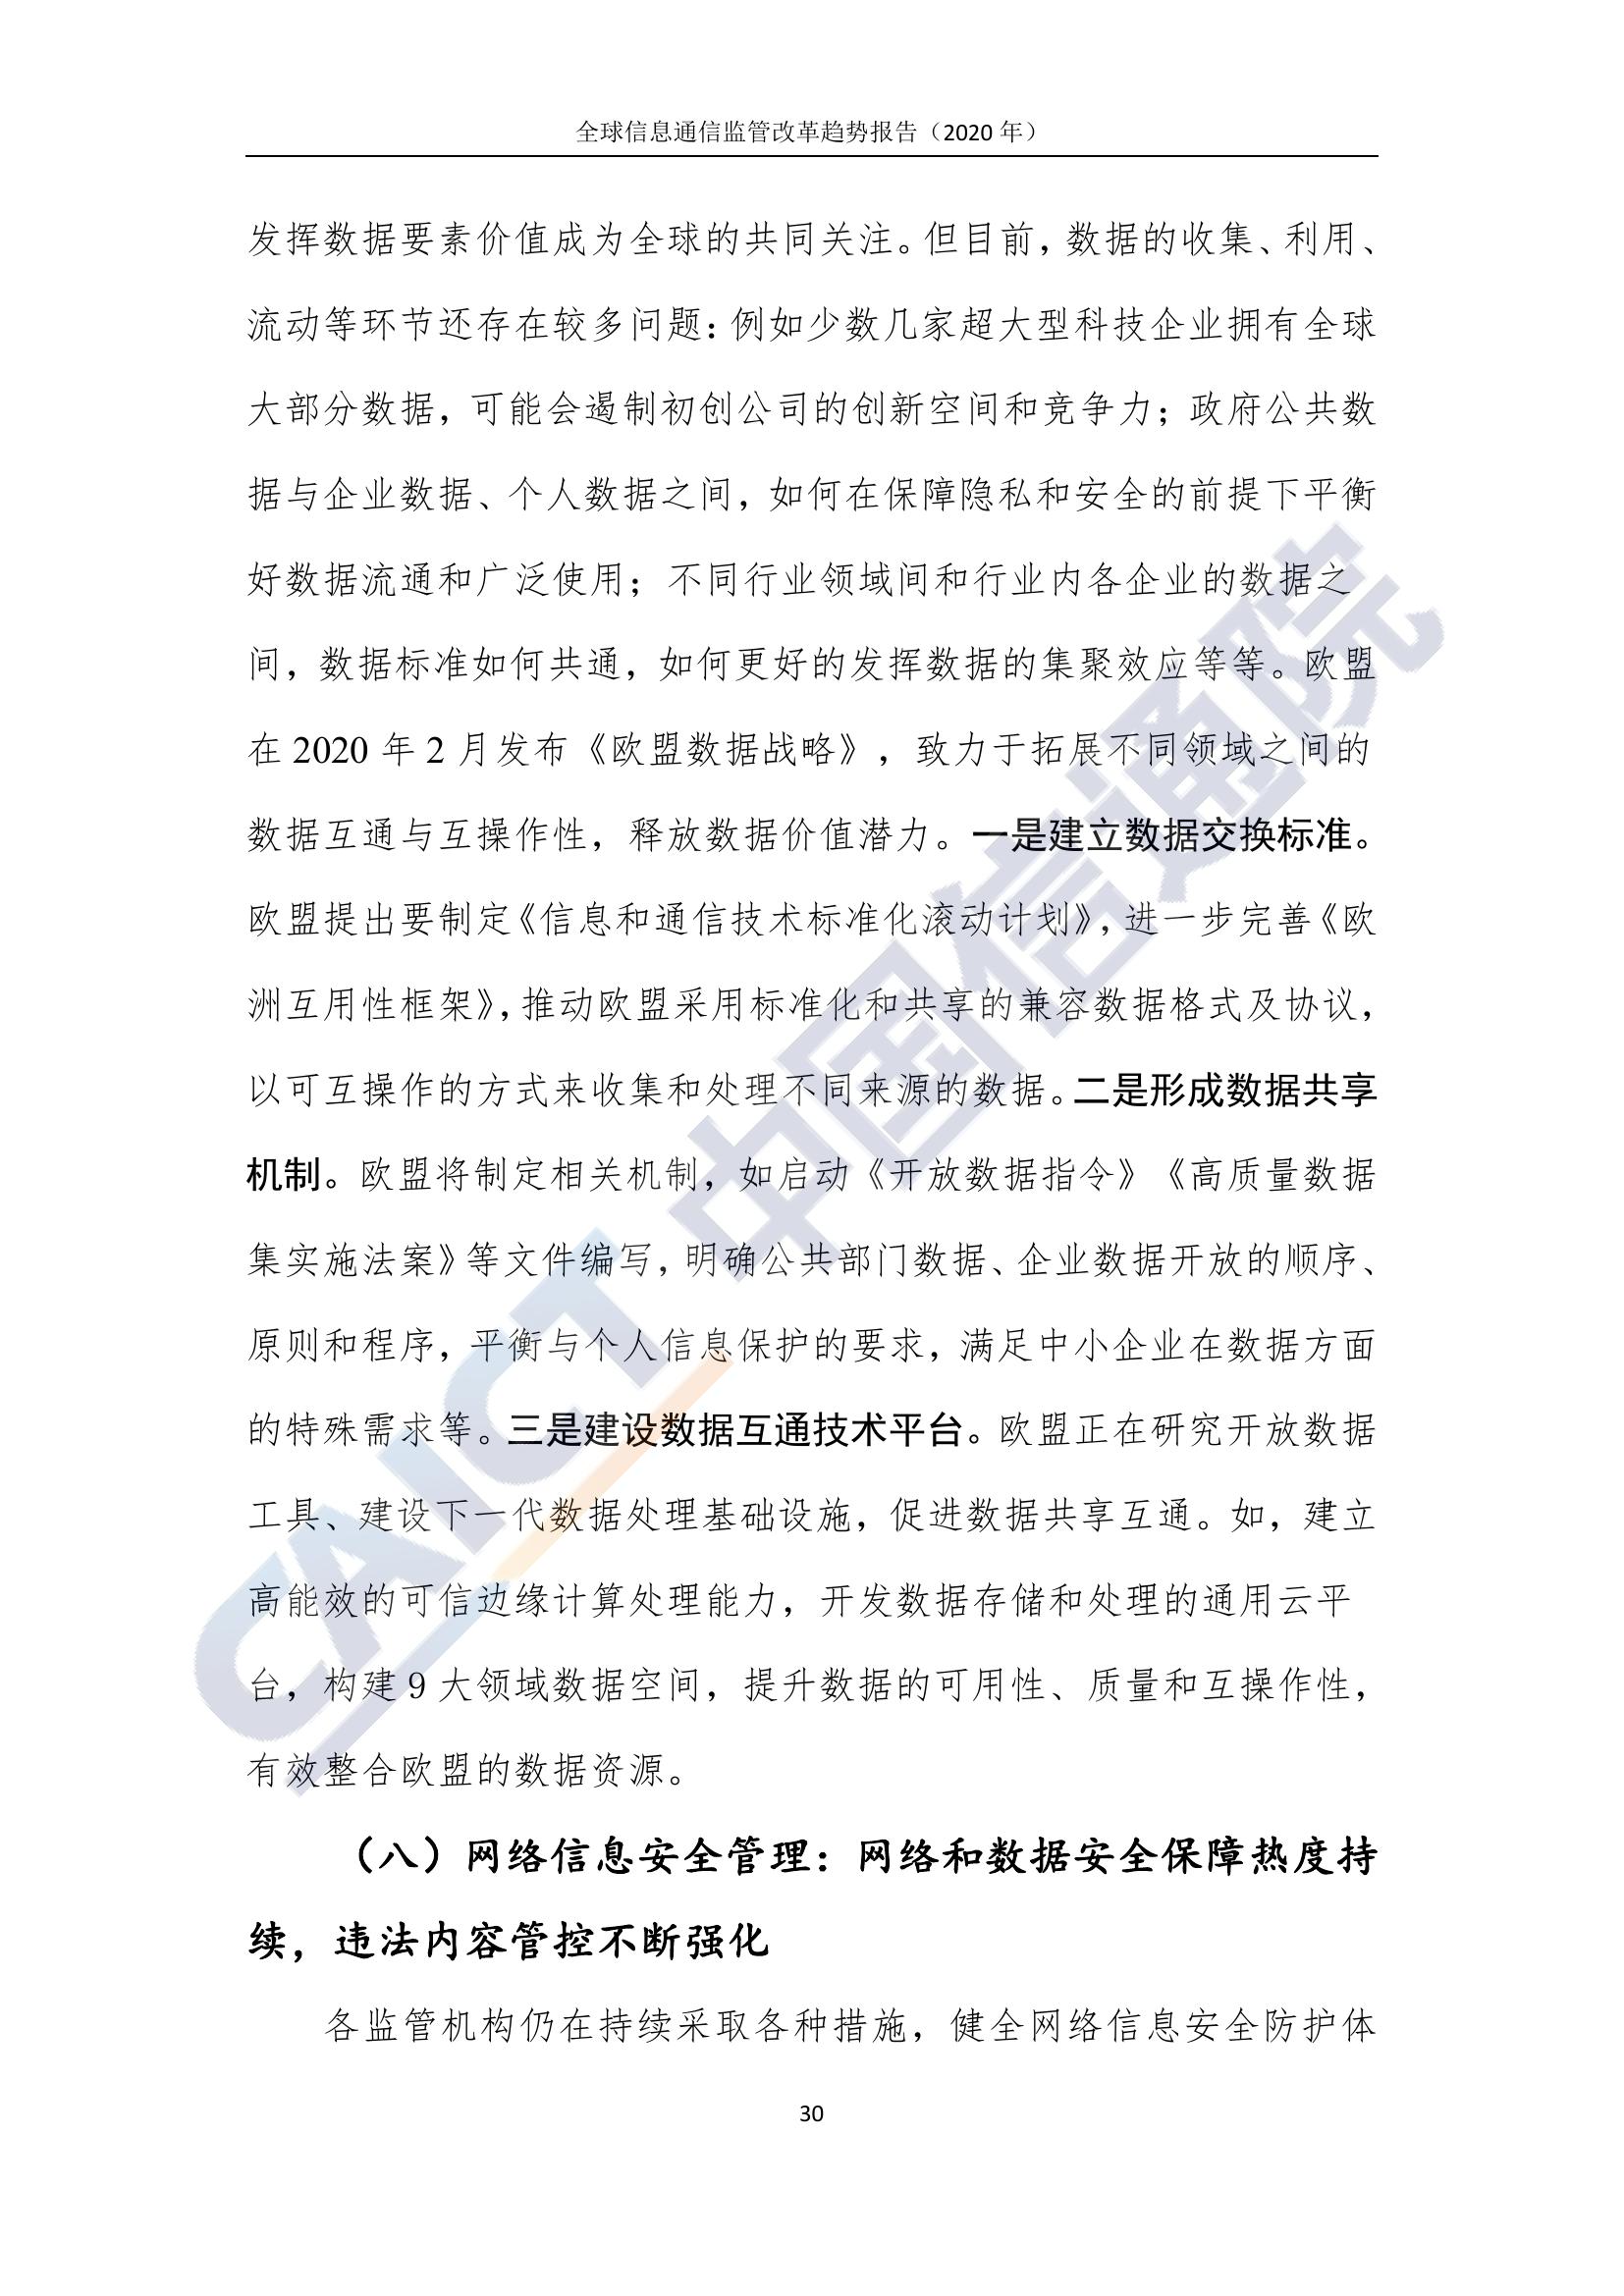 全球信息通信监管改革趋势报告（2020 年）
发挥数据要素价值成为全球的共同关注。但目前，数据的收集、利用、
流动等环节还存在较多问题：例如少数几家超大型科技企业拥有全球
大部分数据，可能会遏制初创公司的创新空间和竞争力；政府公共数
据与企业数据、个人数据之间，如何在保障隐私和安全的前提下平衡
好数据流通和广泛使用；不同行业领域间和行业内各企业的数据之
间，数据标准如何共通，如何更好的发挥数据的集聚效应等等。欧盟
在 2020 年 2 月发布《欧盟数据战略》，致力于拓展不同领域之间的
数据互通与互操作性，释放数据价值潜力。一是建立数据交换标准。
欧盟提出要制定《信息和通信技术标准化滚动计划》，进一步完善《欧
洲互用性框架》，推动欧盟采用标准化和共享的兼容数据格式及协议，
以可互操作的方式来收集和处理不同来源的数据。二是形成数据共享
机制。欧盟将制定相关机制，如启动《开放数据指令》《高质量数据
集实施法案》等文件编写，明确公共部门数据、企业数据开放的顺序、
原则和程序，平衡与个人信息保护的要求，满足中小企业在数据方面
的特殊需求等。三是建设数据互通技术平台。欧盟正在研究开放数据
工具、建设下一代数据处理基础设施，促进数据共享互通。如，建立
高能效的可信边缘计算处理能力，开发数据存储和处理的通用云平
台，构建 9 大领域数据空间，提升数据的可用性、质量和互操作性，
有效整合欧盟的数据资源。
（八）网络信息安全管理：网络和数据安全保障热度持
续，违法内容管控不断强化
各监管机构仍在持续采取各种措施，健全网络信息安全防护体
30
CAICT 中国信通院